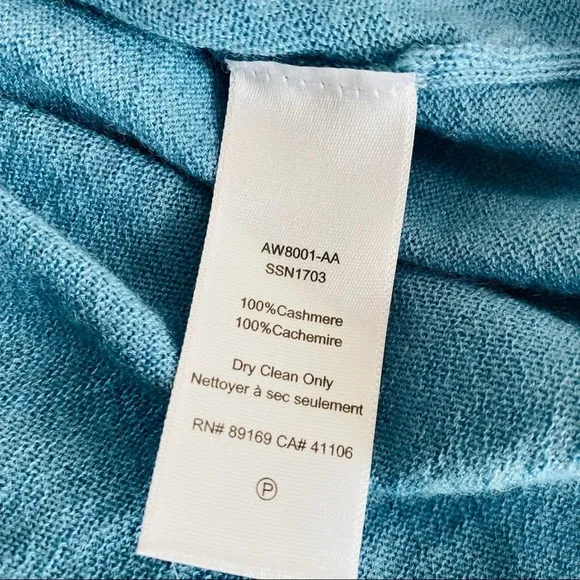 AW8001-AA
SSN1703
100%Cashmere
100%Cachemire
Dry Clean Only
Nettoyer à sec seulement
RN# 89169 CA# 41106
P